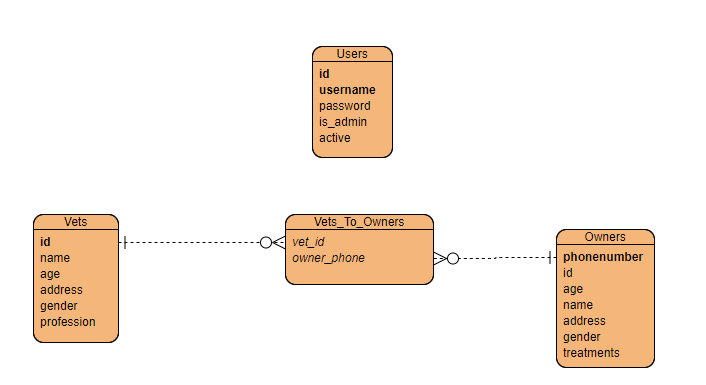 Users
id
username
password
is_admin
active
Vets
id
name
age
address
gender
profession
Vets_To_Owners
vet_id
owner_phone
Owners
phonenumber
id
age
name
address
gender
treatments